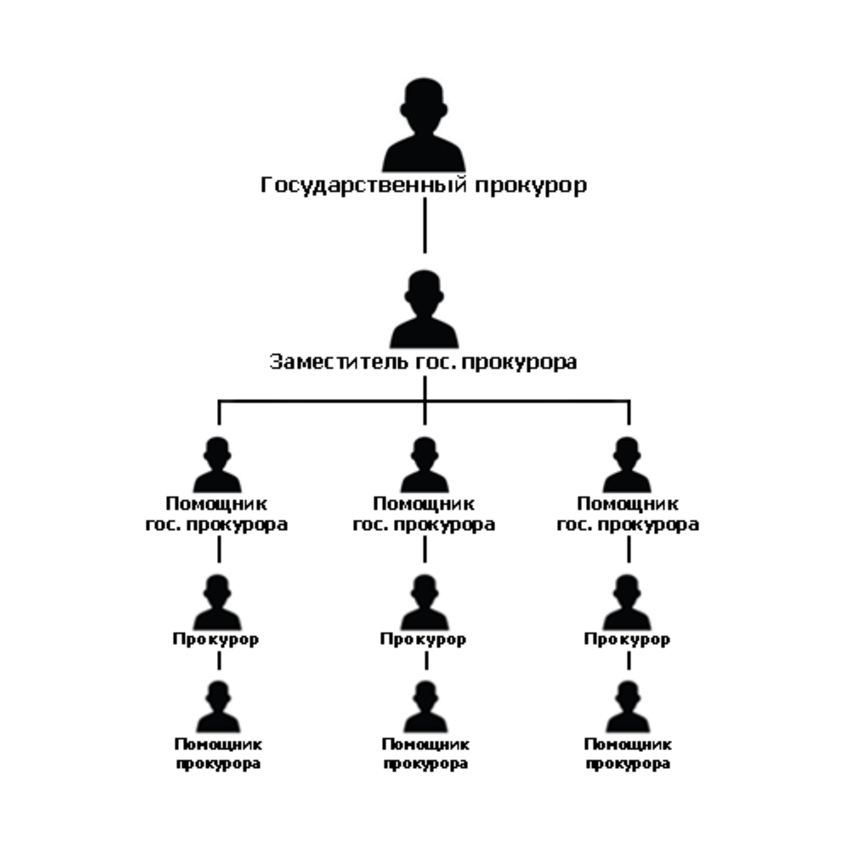 Государственный прокурор
Заместитель гос. прокурора
Помощник
гос. прокурора
Помощник
гос. прокурора
Помощник
гос. прокурора
Прокурор
Прокурор
Прокурор
Помощник
прокурора
Помощник
прокурора
Помощник
прокурора